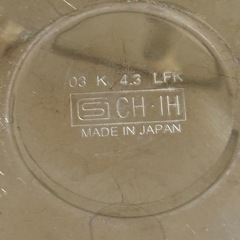 03 K 4.3 LFK
S CH·IH
MADE IN JAPAN